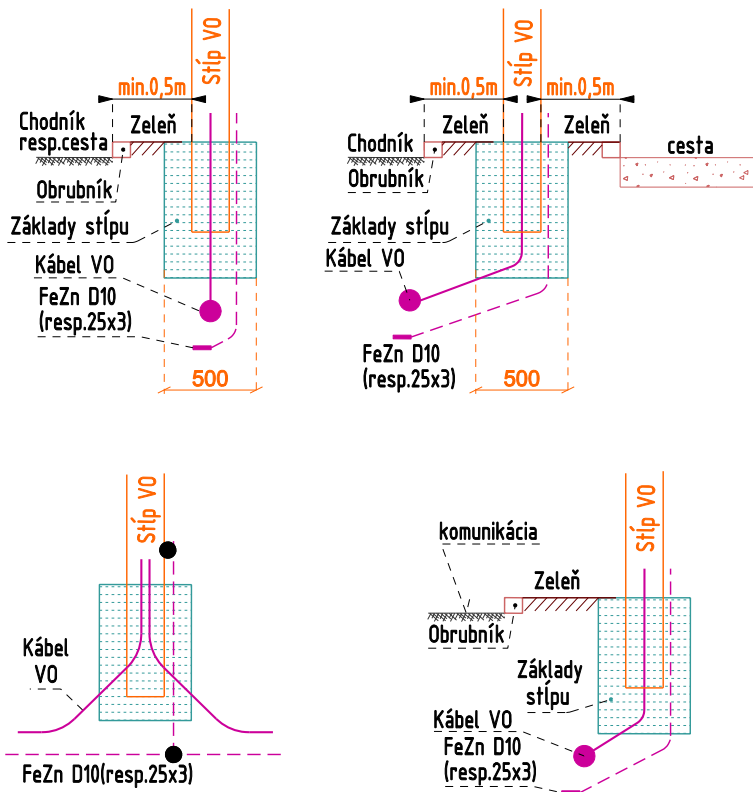 Stĺp VO
min.0,5m
Chodník
resp.cesta
Zeleň
Obrubník
Základy stĺpu
Kábel VO
FeZn D10
(resp.25x3)
500
Stĺp VO
min.0,5m
min.0,5m
Chodník
Zeleň
Zeleň
cesta
Obrubník
Základy stĺpu
Kábel VO
FeZn D10
(resp.25x3)
500
Stĺp VO
Kábel
VO
FeZn D10(resp.25x3)
Stĺp VO
komunikácia
Zeleň
Obrubník
Základy
stĺpu
Kábel VO
FeZn D10
(resp.25x3)